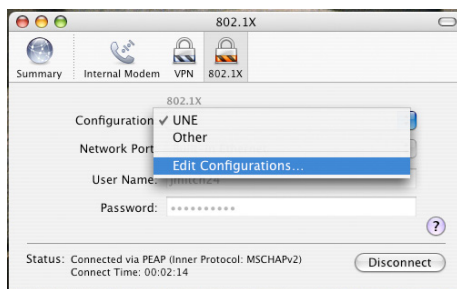 802.1X
Summary Internal Modem VPN 802.1X
802.1X
Configuration ✓ UNE
Other
Network Port
Edit Configurations...
User Name: jmitch24
Password: ••••••••••
?
Status: Connected via PEAP (Inner Protocol: MSCHAPv2)
Connect Time: 00:02:14
Disconnect